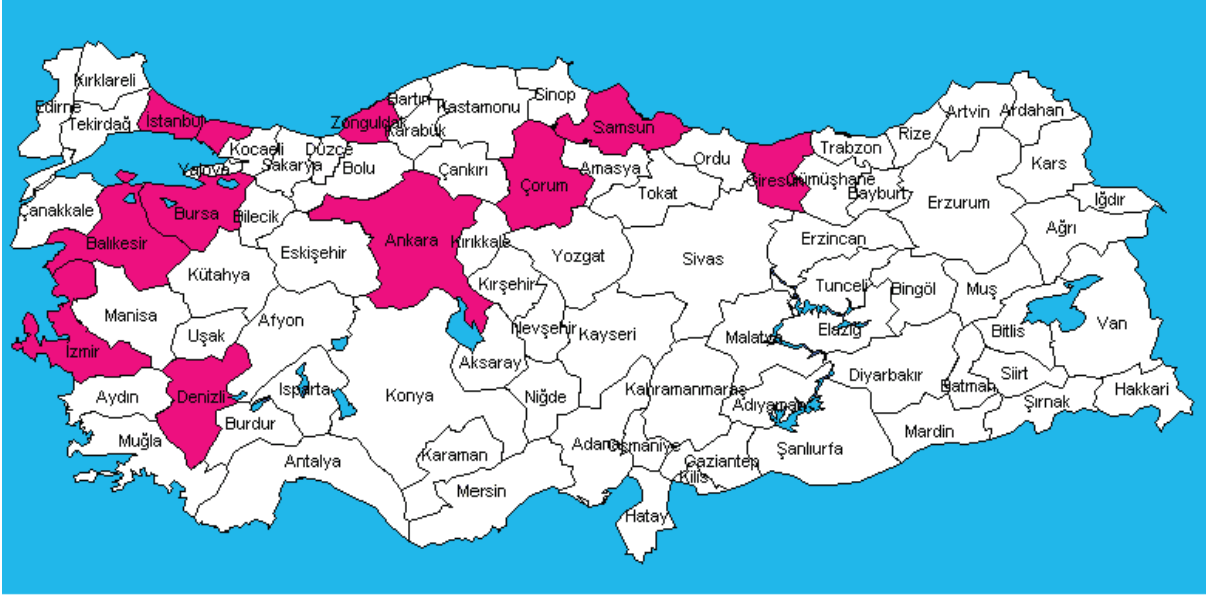 Kırklareli
Edirne
Tekirdağ
İstanbul
Kocaeli
Yalova
Sakarya
Düzce
Bolu
Zonguldak
Bartın
Karabük
Kastamonu
Sinop
Çankırı
Samsun
Çorum
Amasya
Ordu
Tokat
Giresun
Trabzon
Gümüşhane
Bayburt
Rize
Artvin
Ardahan
Kars
Iğdır
Ağrı
Erzurum
Erzincan
Çanakkale
Balıkesir
Bursa
Bilecik
Eskişehir
Kütahya
Ankara
Kırıkkale
Yozgat
Sivas
Kırşehir
Nevşehir
Kayseri
Tunceli
Bingöl
Muş
Elazığ
Malatya
Bitlis
Van
Manisa
Uşak
Afyon
İzmir
Aydın
Denizli
Isparta
Burdur
Muğla
Antalya
Konya
Aksaray
Niğde
Karaman
Mersin
Adana
Osmaniye
Kahramanmaraş
Adıyaman
Gaziantep
Kilis
Hatay
Şanlıurfa
Diyarbakır
Batman
Siirt
Mardin
Şırnak
Hakkari